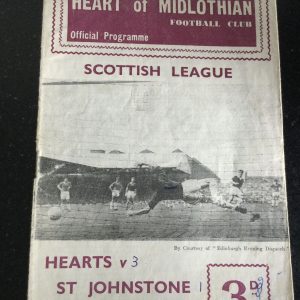 HEART of MIDLOTHIAN
FOOTBALL CLUB
Official Programme
SCOTTISH LEAGUE
By Courtesy of "Edinburgh Evening Dispatch"
HEARTS v 3
ST JOHNSTONE 1
3D